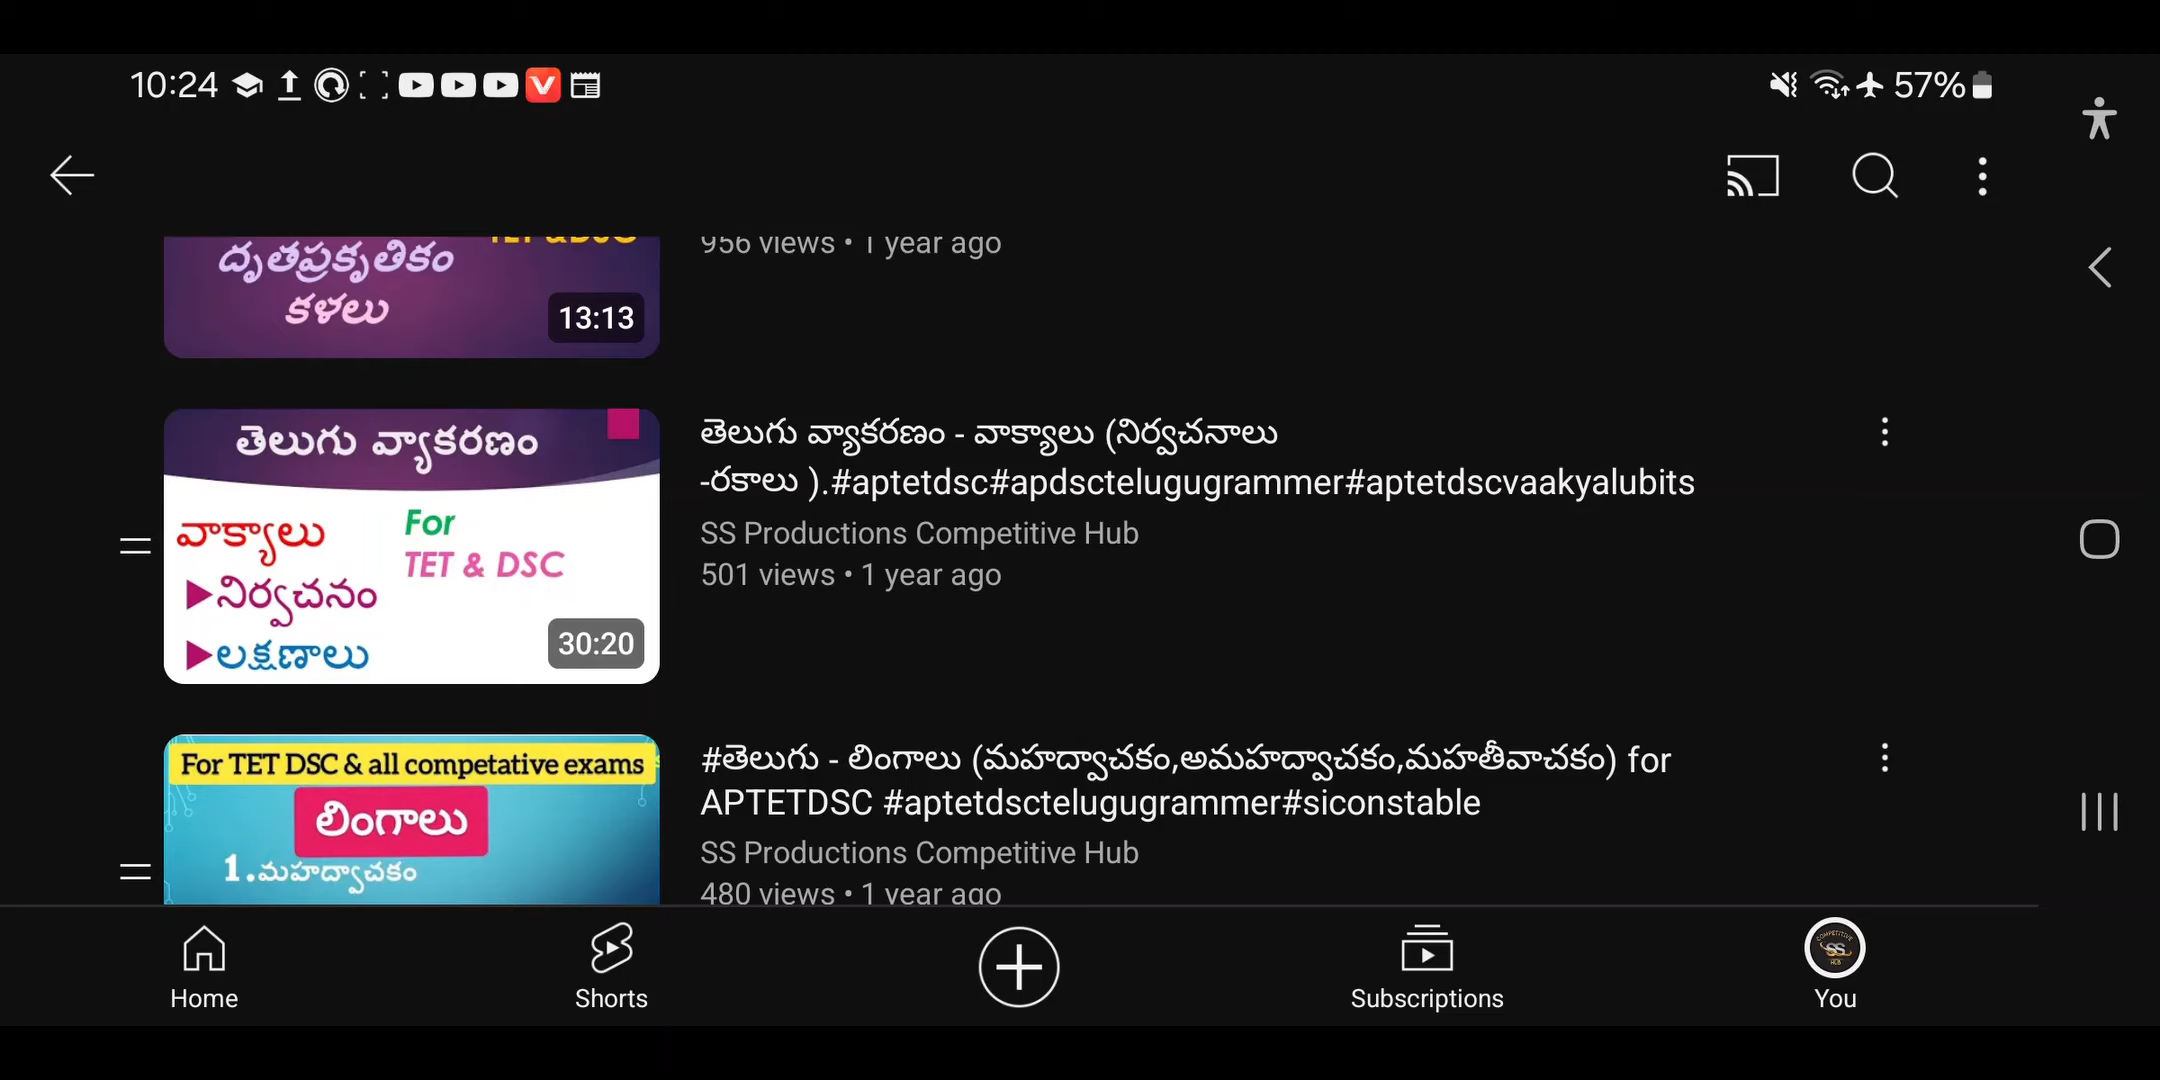 10:24
57%
దృతప్రకృతికం
కళలు
13:13
956 views • 1 year ago
తెలుగు వ్యాకరణం
వాక్యాలు
For
TET & DSC
▶నిర్వచనం
▶లక్షణాలు
30:20
తెలుగు వ్యాకరణం - వాక్యాలు (నిర్వచనాలు
-రకాలు ).#aptetdsc#apdsctelugugrammer#aptetdscvaakyalubits
SS Productions Competitive Hub
501 views • 1 year ago
For TET DSC & all competative exams
లింగాలు
1.మహద్వాచకం
#తెలుగు - లింగాలు (మహద్వాచకం,అమహద్వాచకం,మహతీవాచకం) for
APTETDSC #aptetdsctelugugrammer#siconstable
SS Productions Competitive Hub
480 views • 1 year ago
Home
Shorts
Subscriptions
You